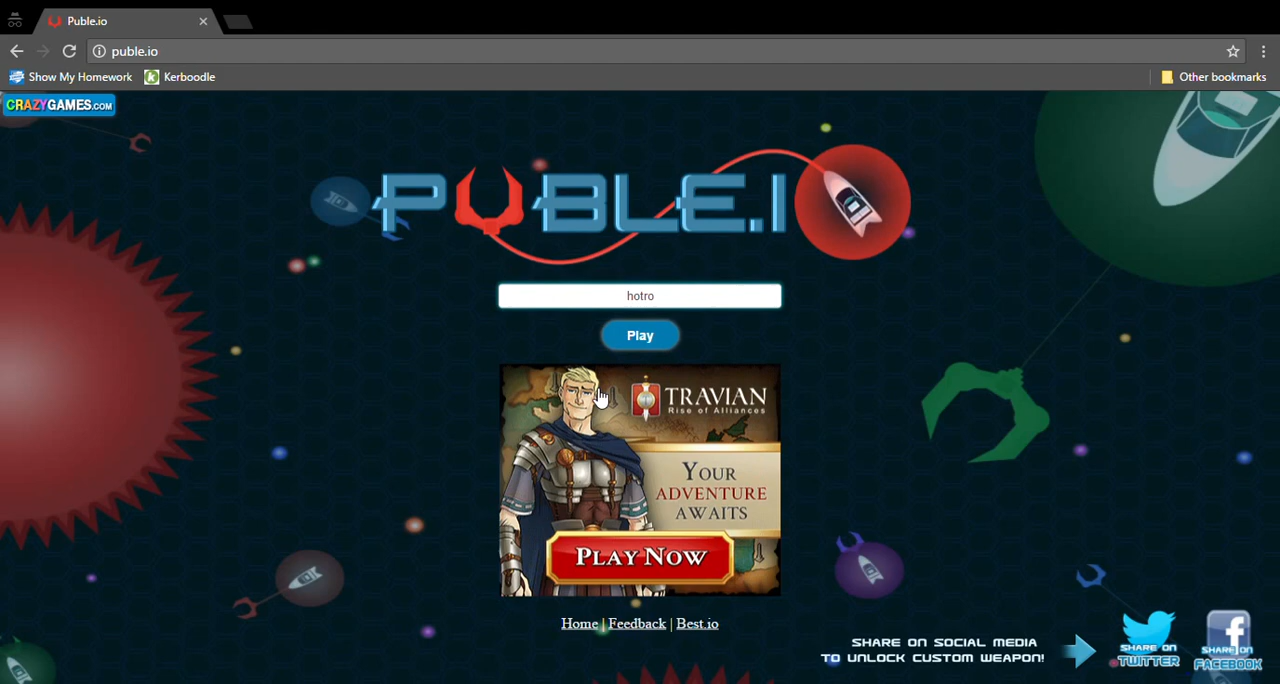 Puble.io
puble.io
Show My Homework
Kerboodle
Other bookmarks
CRAZYGAMES.COM
PUBLE.IO
hotro
Play
TRAVIAN
Rise of Alliances
YOUR
ADVENTURE
AWAITS
PLAY NOW
Home | Feedback | Best.io
SHARE ON SOCIAL MEDIA
TO UNLOCK CUSTOM WEAPON!
SHARE ON
TWITTER
SHARE ON
FACEBOOK